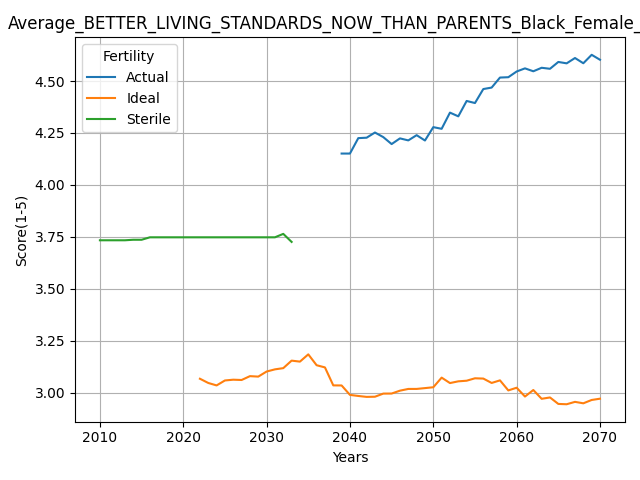 Average_BETTER_LIVING_STANDARDS_NOW_THAN_PARENTS_Black_Female_
Fertility
Actual
Ideal
Sterile
Score(1-5)
4.50
4.25
4.00
3.75
3.50
3.25
3.00
2010 2020 2030 2040 2050 2060 2070
Years